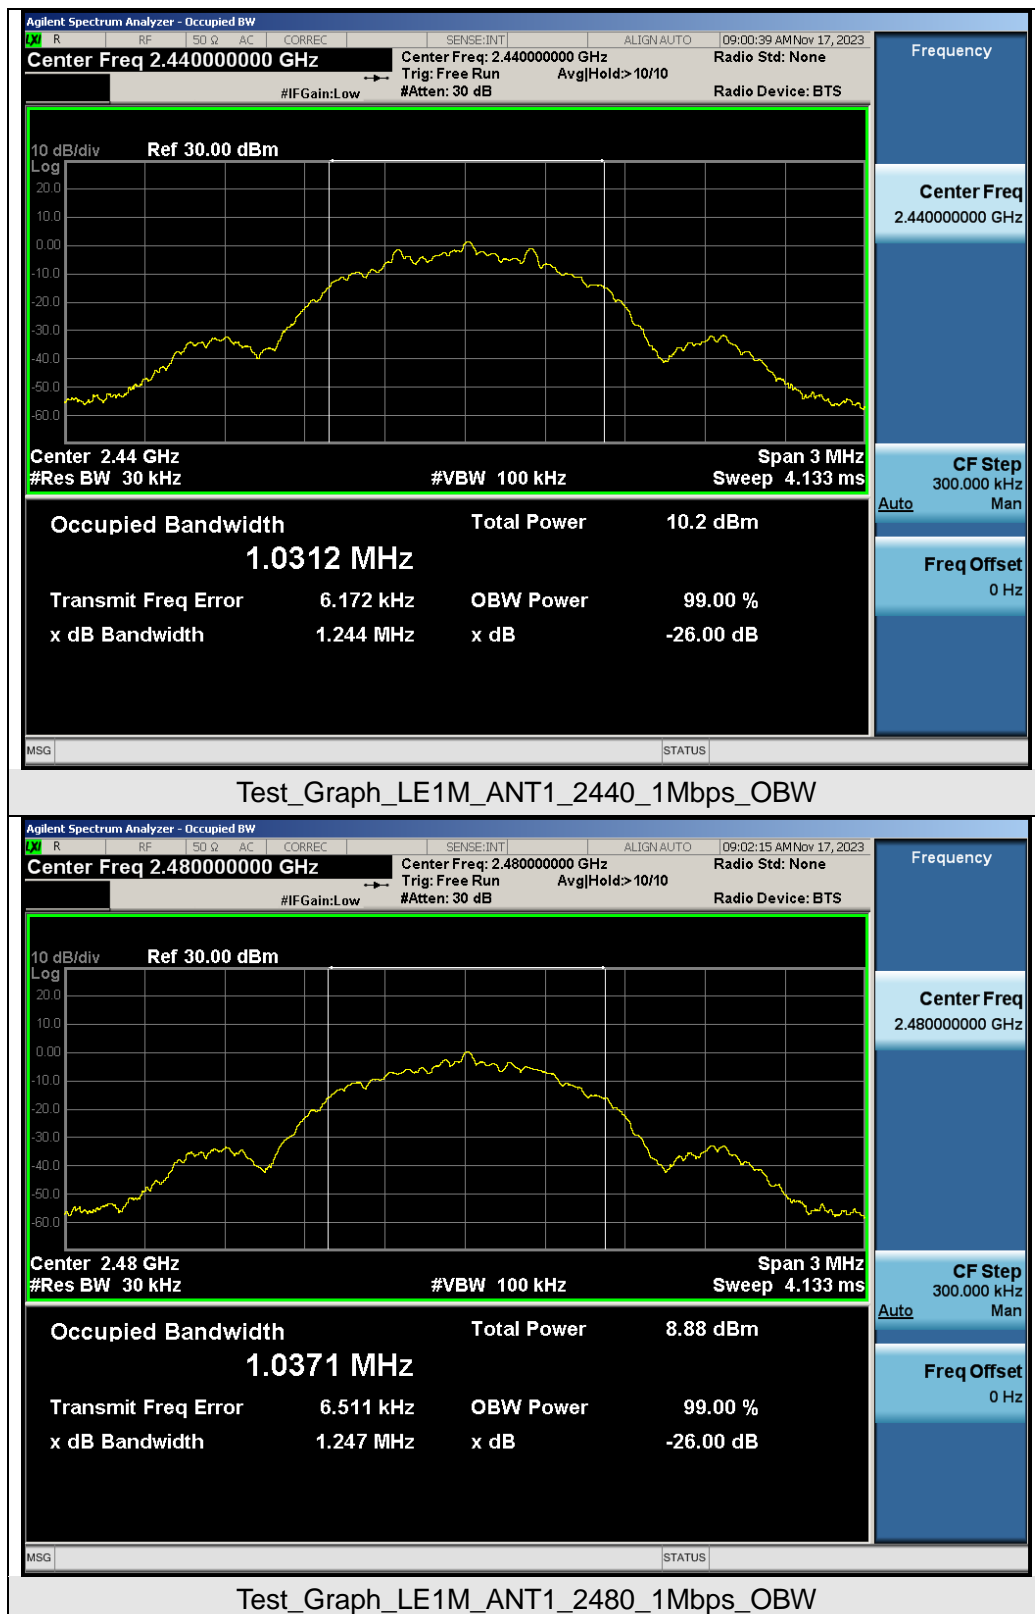 Agilent Spectrum Analyzer - Occupied BW
LXI R RF 50 Ω AC CORREC SENSE:INT ALIGN AUTO 09:00:39 AM Nov 17, 2023
Center Freq 2.440000000 GHz Center Freq: 2.440000000 GHz Radio Std: None
Trig: Free Run Avg|Hold:>10/10
#IFGain:Low #Atten: 30 dB Radio Device: BTS
Frequency
10 dB/div Ref 30.00 dBm
Log
20.0
10.0
0.00
-10.0
-20.0
-30.0
-40.0
-50.0
-60.0
Center 2.44 GHz Span 3 MHz
#Res BW 30 kHz #VBW 100 kHz Sweep 4.133 ms
Center Freq
2.440000000 GHz
CF Step
300.000 kHz
Auto Man
Freq Offset
0 Hz
Occupied Bandwidth Total Power 10.2 dBm
1.0312 MHz
Transmit Freq Error 6.172 kHz OBW Power 99.00 %
x dB Bandwidth 1.244 MHz x dB -26.00 dB
MSG STATUS
Test_Graph_LE1M_ANT1_2440_1Mbps_OBW
Agilent Spectrum Analyzer - Occupied BW
LXI R RF 50 Ω AC CORREC SENSE:INT ALIGN AUTO 09:02:15 AM Nov 17, 2023
Center Freq 2.480000000 GHz Center Freq: 2.480000000 GHz Radio Std: None
Trig: Free Run Avg|Hold:>10/10
#IFGain:Low #Atten: 30 dB Radio Device: BTS
Frequency
10 dB/div Ref 30.00 dBm
Log
20.0
10.0
0.00
-10.0
-20.0
-30.0
-40.0
-50.0
-60.0
Center 2.48 GHz Span 3 MHz
#Res BW 30 kHz #VBW 100 kHz Sweep 4.133 ms
Center Freq
2.480000000 GHz
CF Step
300.000 kHz
Auto Man
Freq Offset
0 Hz
Occupied Bandwidth Total Power 8.88 dBm
1.0371 MHz
Transmit Freq Error 6.511 kHz OBW Power 99.00 %
x dB Bandwidth 1.247 MHz x dB -26.00 dB
MSG STATUS
Test_Graph_LE1M_ANT1_2480_1Mbps_OBW